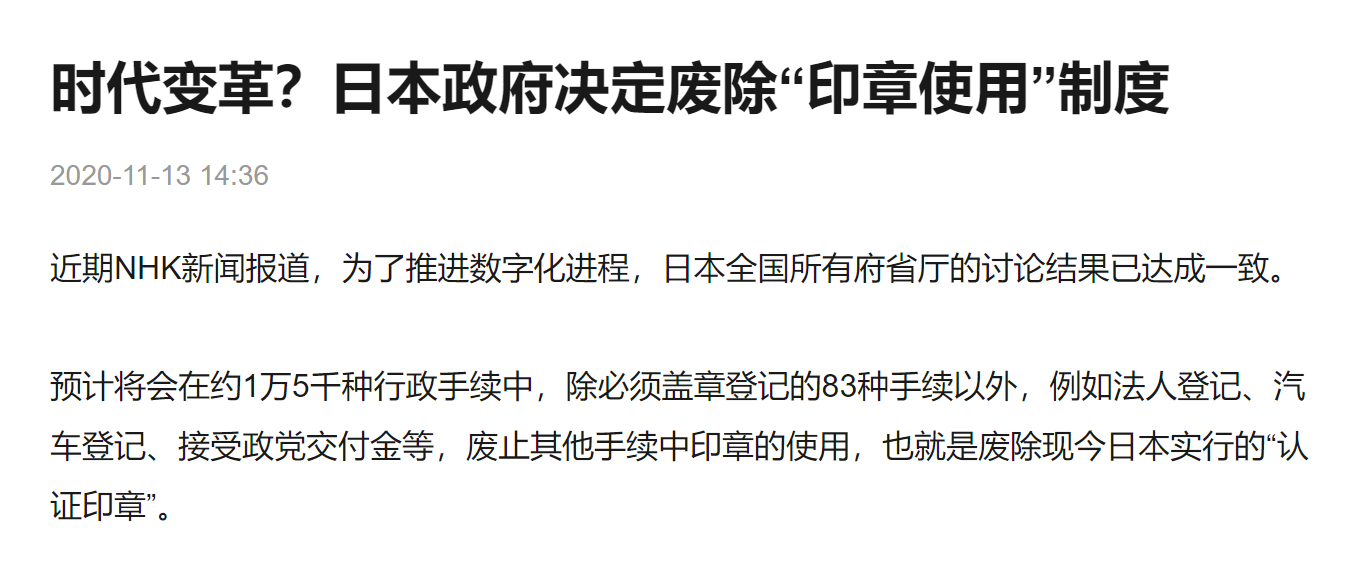 时代变革？日本政府决定废除“印章使用”制度
2020-11-13 14:36
近期NHK新闻报道，为了推进数字化进程，日本全国所有府省厅的讨论结果已达成一致。
预计将会在约1万5千种行政手续中，除必须盖章登记的83种手续以外，例如法人登记、汽
车登记、接受政党交付金等，废止其他手续中印章的使用，也就是废除现今日本实行的“认
证印章”。